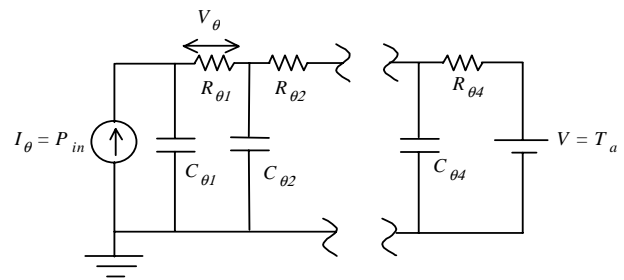 V_θ
R_θ1
R_θ2
R_θ4
I_θ = P_in
C_θ1
C_θ2
C_θ4
V = T_a